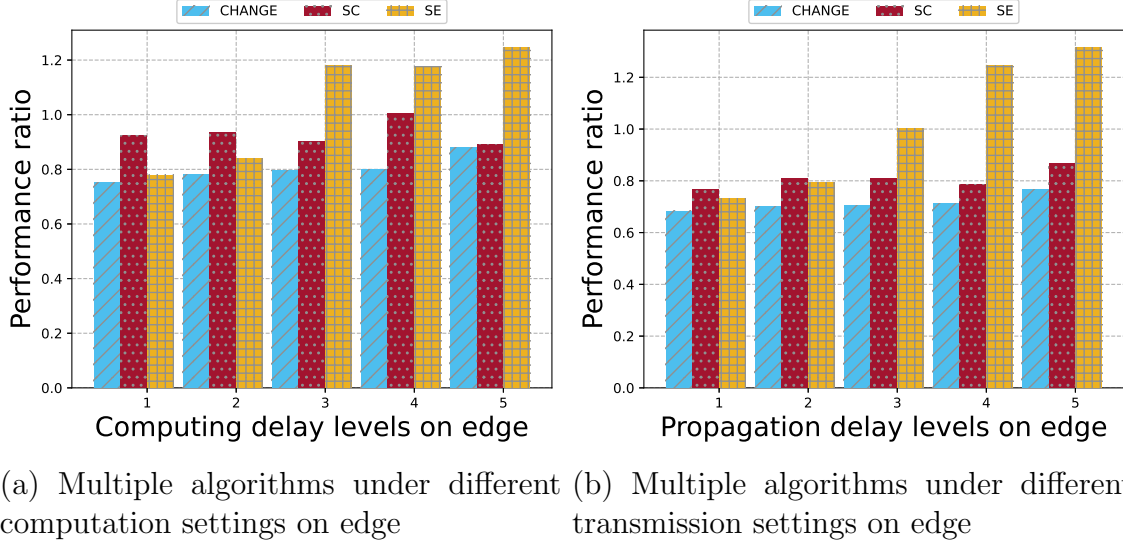 CHANGE SC SE
1.2
1.0
0.8
0.6
0.4
0.2
0.0
Performance ratio
1 2 3 4 5
Computing delay levels on edge
(a) Multiple algorithms under different
computation settings on edge
CHANGE SC SE
1.2
1.0
0.8
0.6
0.4
0.2
0.0
Performance ratio
1 2 3 4 5
Propagation delay levels on edge
(b) Multiple algorithms under differen
transmission settings on edge